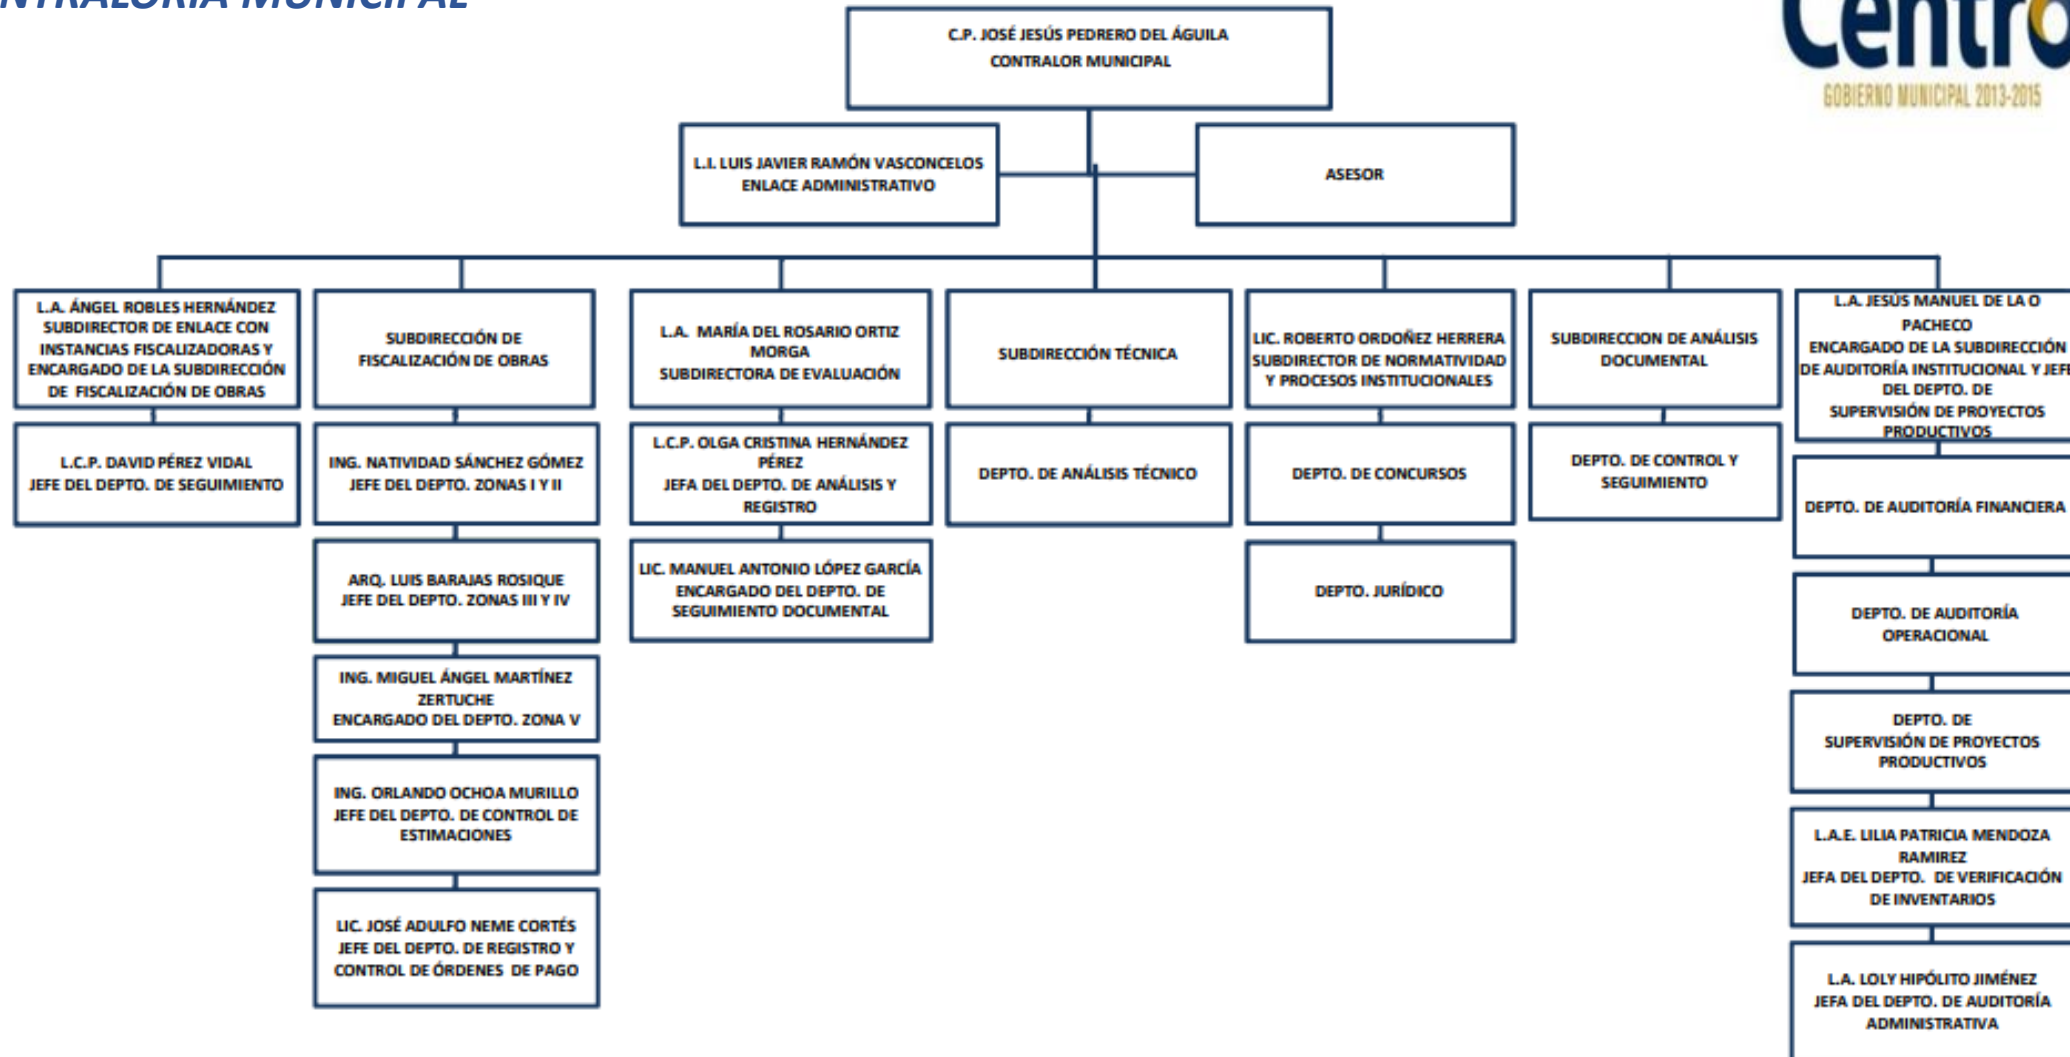 NTRALORÍA MUNICIPAL
Centro
GOBIERNO MUNICIPAL 2013-2015
C.P. JOSÉ JESÚS PEDRERO DEL ÁGUILA
CONTRALOR MUNICIPAL
L.I. LUIS JAVIER RAMÓN VASCONCELOS
ENLACE ADMINISTRATIVO
ASESOR
L.A. ÁNGEL ROBLES HERNÁNDEZ
SUBDIRECTOR DE ENLACE CON
INSTANCIAS FISCALIZADORAS Y
ENCARGADO DE LA SUBDIRECCIÓN
DE FISCALIZACIÓN DE OBRAS
SUBDIRECCIÓN DE
FISCALIZACIÓN DE OBRAS
L.A. MARÍA DEL ROSARIO ORTIZ
MORGA
SUBDIRECTORA DE EVALUACIÓN
SUBDIRECCIÓN TÉCNICA
LIC. ROBERTO ORDOÑEZ HERRERA
SUBDIRECTOR DE NORMATIVIDAD
Y PROCESOS INSTITUCIONALES
SUBDIRECCION DE ANÁLISIS
DOCUMENTAL
L.A. JESÚS MANUEL DE LA O
PACHECO
ENCARGADO DE LA SUBDIRECCIÓN
DE AUDITORÍA INSTITUCIONAL Y JEFE
DEL DEPTO. DE
SUPERVISIÓN DE PROYECTOS
PRODUCTIVOS
L.C.P. DAVID PÉREZ VIDAL
JEFE DEL DEPTO. DE SEGUIMIENTO
ING. NATIVIDAD SÁNCHEZ GÓMEZ
JEFE DEL DEPTO. ZONAS I Y II
L.C.P. OLGA CRISTINA HERNÁNDEZ
PÉREZ
JEFA DEL DEPTO. DE ANÁLISIS Y
REGISTRO
DEPTO. DE ANÁLISIS TÉCNICO
DEPTO. DE CONCURSOS
DEPTO. DE CONTROL Y
SEGUIMIENTO
DEPTO. DE AUDITORÍA FINANCIERA
ARQ. LUIS BARAJAS ROSIQUE
JEFE DEL DEPTO. ZONAS III Y IV
LIC. MANUEL ANTONIO LÓPEZ GARCÍA
ENCARGADO DEL DEPTO. DE
SEGUIMIENTO DOCUMENTAL
DEPTO. JURÍDICO
DEPTO. DE AUDITORÍA
OPERACIONAL
ING. MIGUEL ÁNGEL MARTÍNEZ
ZERTUCHE
ENCARGADO DEL DEPTO. ZONA V
DEPTO. DE
SUPERVISIÓN DE PROYECTOS
PRODUCTIVOS
ING. ORLANDO OCHOA MURILLO
JEFE DEL DEPTO. DE CONTROL DE
ESTIMACIONES
L.A.E. LILIA PATRICIA MENDOZA
RAMIREZ
JEFA DEL DEPTO. DE VERIFICACIÓN
DE INVENTARIOS
LIC. JOSÉ ADULFO NEME CORTÉS
JEFE DEL DEPTO. DE REGISTRO Y
CONTROL DE ÓRDENES DE PAGO
L.A. LOLY HIPÓLITO JIMÉNEZ
JEFA DEL DEPTO. DE AUDITORÍA
ADMINISTRATIVA